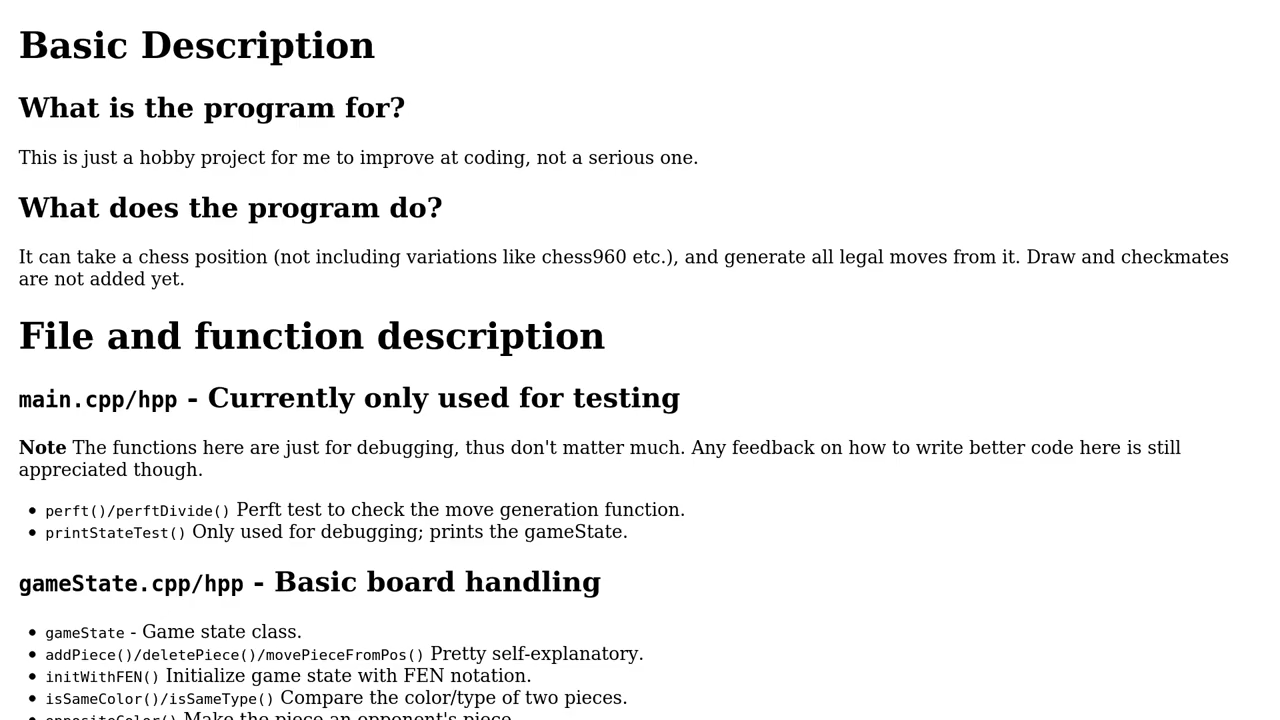 Basic Description
What is the program for?
This is just a hobby project for me to improve at coding, not a serious one.
What does the program do?
It can take a chess position (not including variations like chess960 etc.), and generate all legal moves from it. Draw and checkmates
are not added yet.
File and function description
main.cpp/hpp - Currently only used for testing
Note The functions here are just for debugging, thus don't matter much. Any feedback on how to write better code here is still
appreciated though.
• perft()/perftDivide() Perft test to check the move generation function.
• printStateTest() Only used for debugging; prints the gameState.
gameState.cpp/hpp - Basic board handling
• gameState - Game state class.
• addPiece()/deletePiece()/movePieceFromPos() Pretty self-explanatory.
• initWithFEN() Initialize game state with FEN notation.
• isSameColor()/isSameType() Compare the color/type of two pieces.
• oppositeColor() Make the piece an opponent's piece.